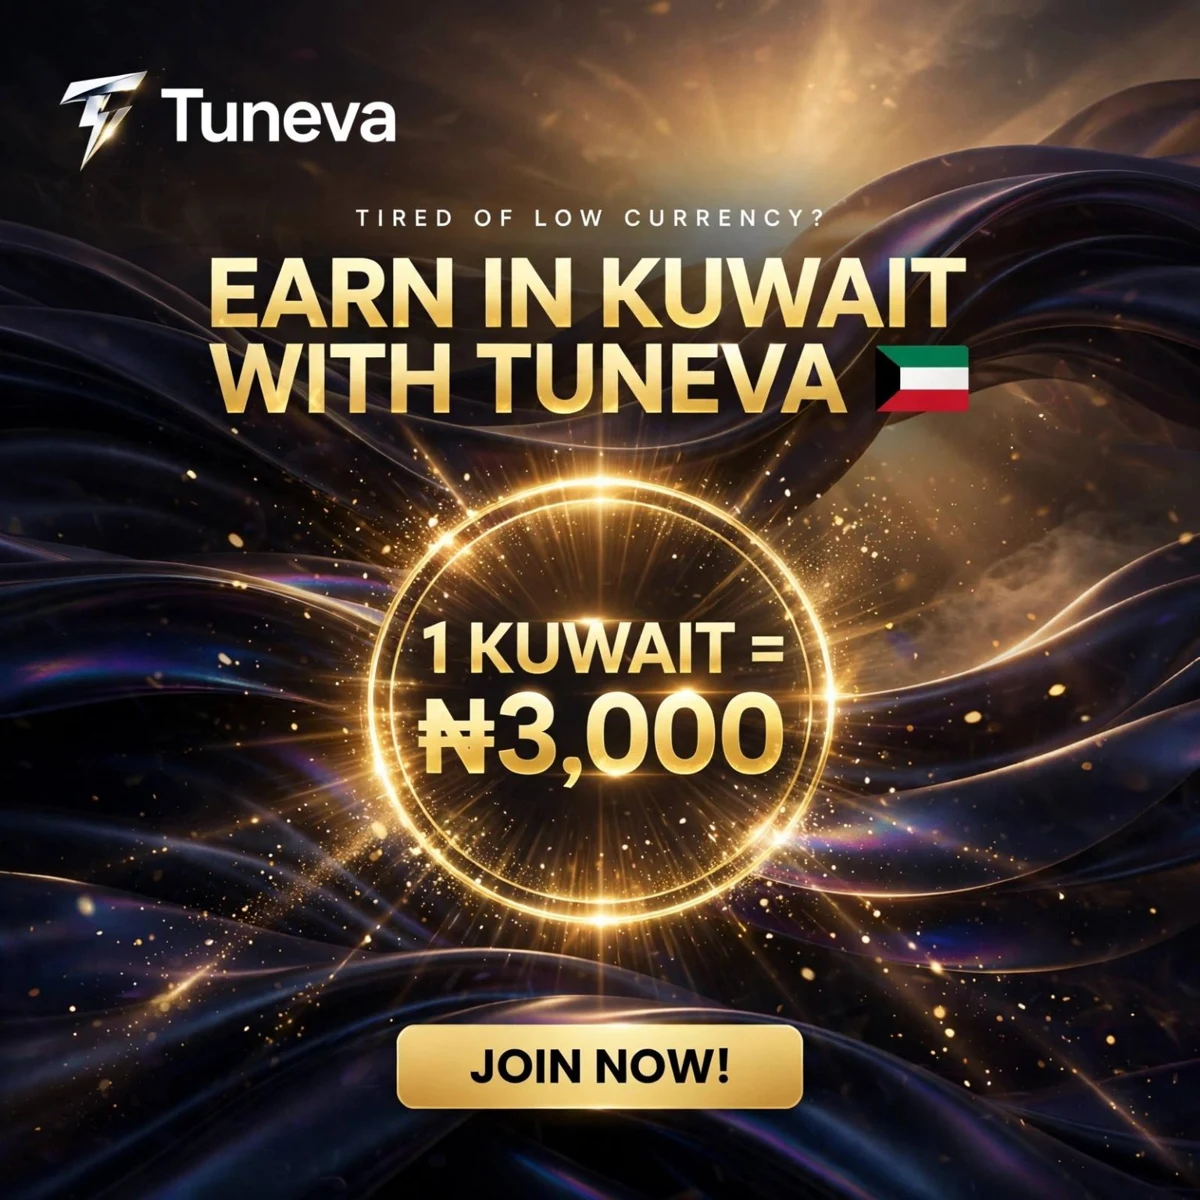 Tuneva
TIRED OF LOW CURRENCY?
EARN IN KUWAIT
WITH TUNEVA
1 KUWAIT =
₦3,000
JOIN NOW!